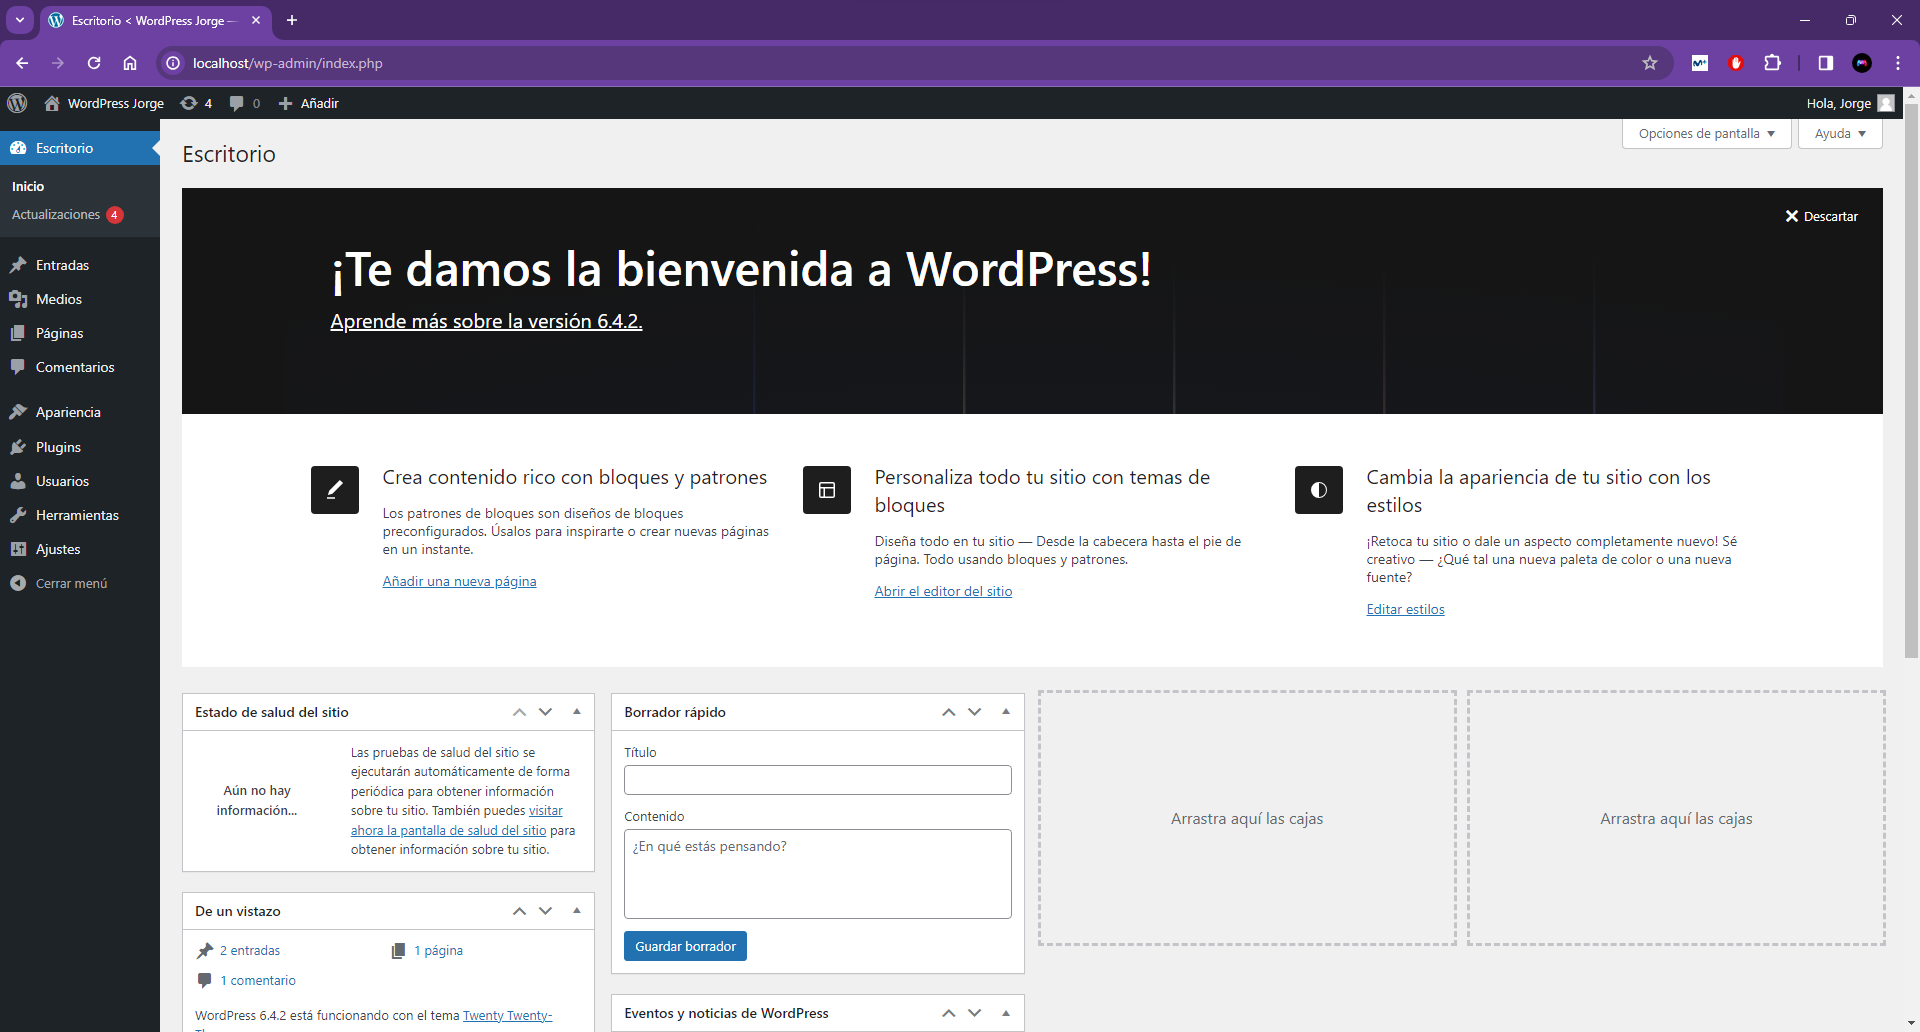 Escritorio < WordPress Jorge —
localhost/wp-admin/index.php
WordPress Jorge 4 0 Añadir
Hola, Jorge
Escritorio
Inicio
Actualizaciones 4
Entradas
Medios
Páginas
Comentarios
Apariencia
Plugins
Usuarios
Herramientas
Ajustes
Cerrar menú
Opciones de pantalla
Ayuda
Escritorio
Descartar
¡Te damos la bienvenida a WordPress!
Aprende más sobre la versión 6.4.2.
Crea contenido rico con bloques y patrones
Los patrones de bloques son diseños de bloques
preconfigurados. Úsalos para inspirarte o crear nuevas páginas
en un instante.
Añadir una nueva página
Personaliza todo tu sitio con temas de
bloques
Diseña todo en tu sitio — Desde la cabecera hasta el pie de
página. Todo usando bloques y patrones.
Abrir el editor del sitio
Cambia la apariencia de tu sitio con los
estilos
¡Retoca tu sitio o dale un aspecto completamente nuevo! Sé
creativo — ¿Qué tal una nueva paleta de color o una nueva
fuente?
Editar estilos
Estado de salud del sitio
Aún no hay
información...
Las pruebas de salud del sitio se
ejecutarán automáticamente de forma
periódica para obtener información
sobre tu sitio. También puedes visitar
ahora la pantalla de salud del sitio para
obtener información sobre tu sitio.
De un vistazo
2 entradas
1 página
1 comentario
WordPress 6.4.2 está funcionando con el tema Twenty Twenty-
Borrador rápido
Título
Contenido
¿En qué estás pensando?
Guardar borrador
Eventos y noticias de WordPress
Arrastra aquí las cajas
Arrastra aquí las cajas